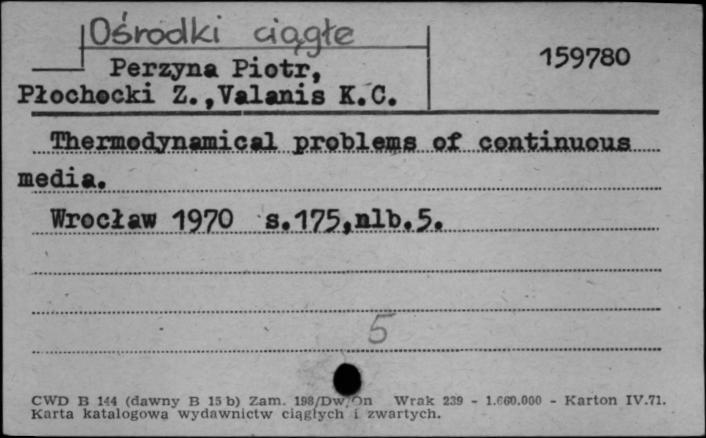 Ośrodki ciągłe
159780
Perzyna Piotr,
Płochocki Z.,Valanis K.C.
Thermodynamical problems of continuous
media.
Wrocław 1970 s.175,nlb.5.
5
CWD B 144 (dawny B 15 b) Zam. 198/Dw/On Wrak 239 - 1.660.000 - Karton IV.71.
Karta katalogowa wydawnictw ciągłych i zwartych.